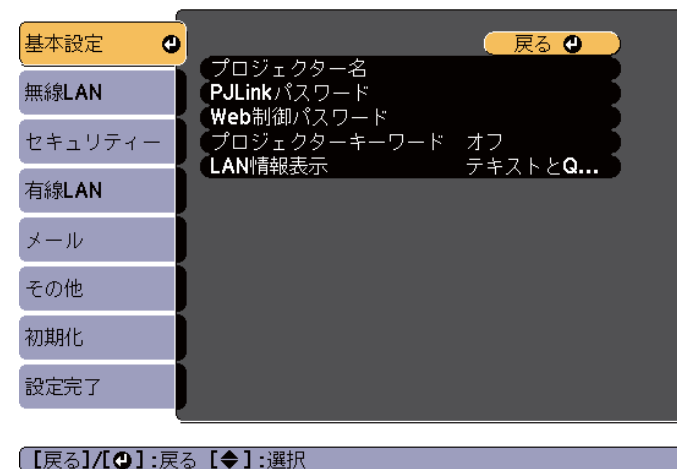 基本設定
無線LAN
セキュリティー
有線LAN
メール
その他
初期化
設定完了
戻る
プロジェクター名
PJLinkパスワード
Web制御パスワード
プロジェクターキーワード オフ
LAN情報表示 テキストとQ...
[戻る]/[ ]:戻る [ ]:選択